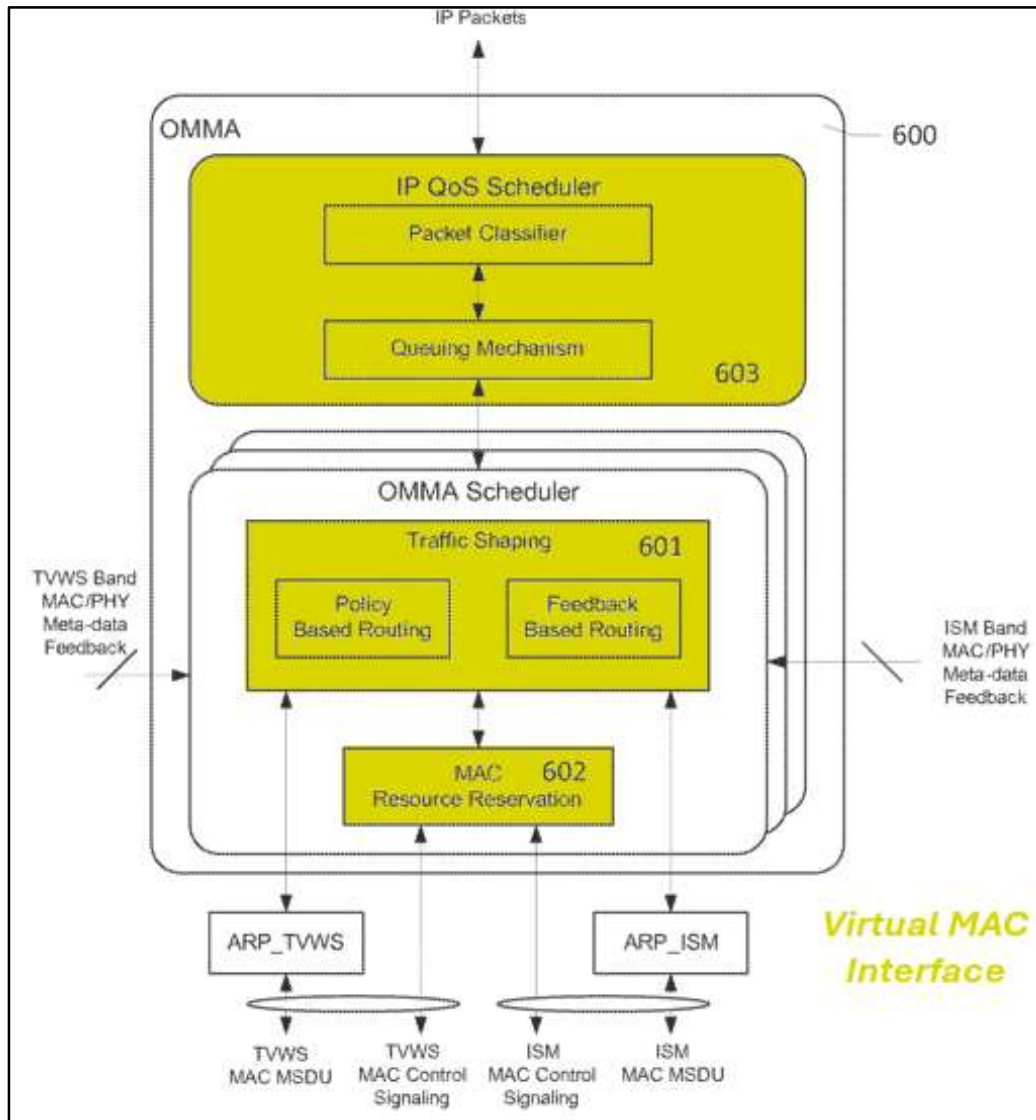 IP Packets
OMMA
600
IP QoS Scheduler
Packet Classifier
Queuing Mechanism
603
OMMA Scheduler
Traffic Shaping
601
Policy
Based Routing
Feedback
Based Routing
TVWS Band
MAC/PHY
Meta-data
Feedback
ISM Band
MAC/PHY
Meta-data
Feedback
MAC
602
Resource Reservation
ARP_TVWS
ARP_ISM
Virtual MAC
Interface
TVWS
MAC MSDU
TVWS
MAC Control
Signaling
ISM
MAC Control
Signaling
ISM
MAC MSDU